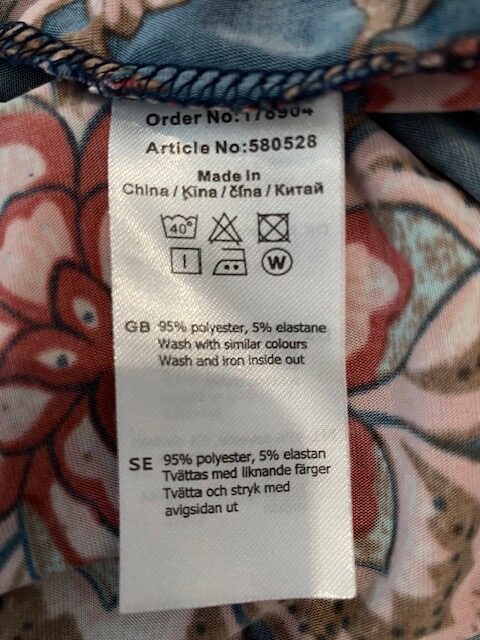 Order No:178904
Article No:580528
Made in
China / Ķīna / čína / Китай
40°
W
GB 95% polyester, 5% elastane
Wash with similar colours
Wash and iron inside out
SE 95% polyester, 5% elastan
Tvättas med liknande färger
Tvätta och stryk med
avigsidan ut